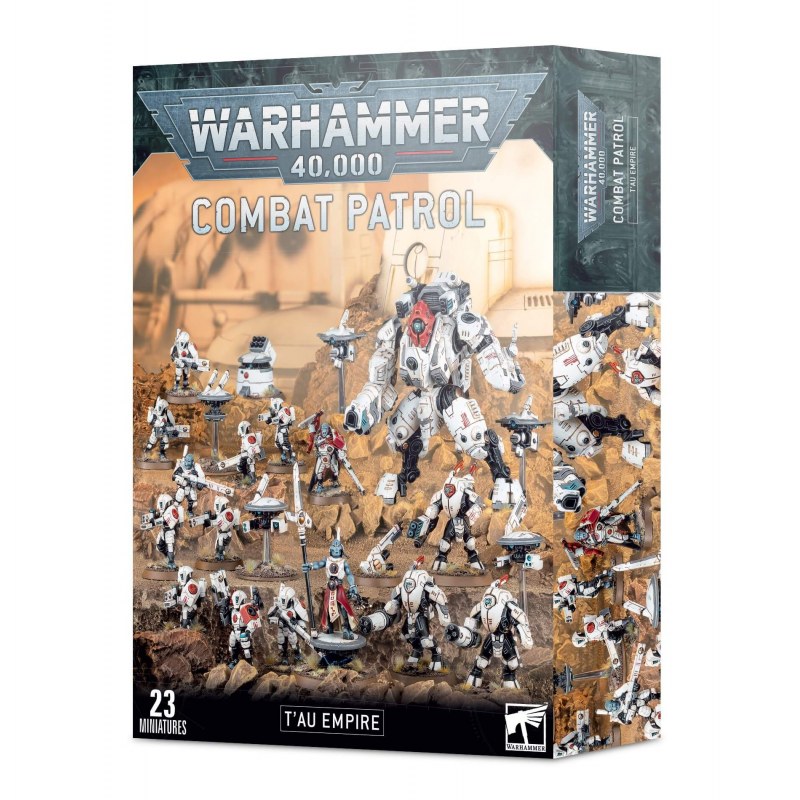 WARHAMMER
40,000
COMBAT PATROL
23
MINIATURES
T'AU EMPIRE
WARHAMMER
WARHAMMER
40,000
COMBAT PATROL
T'AU EMPIRE